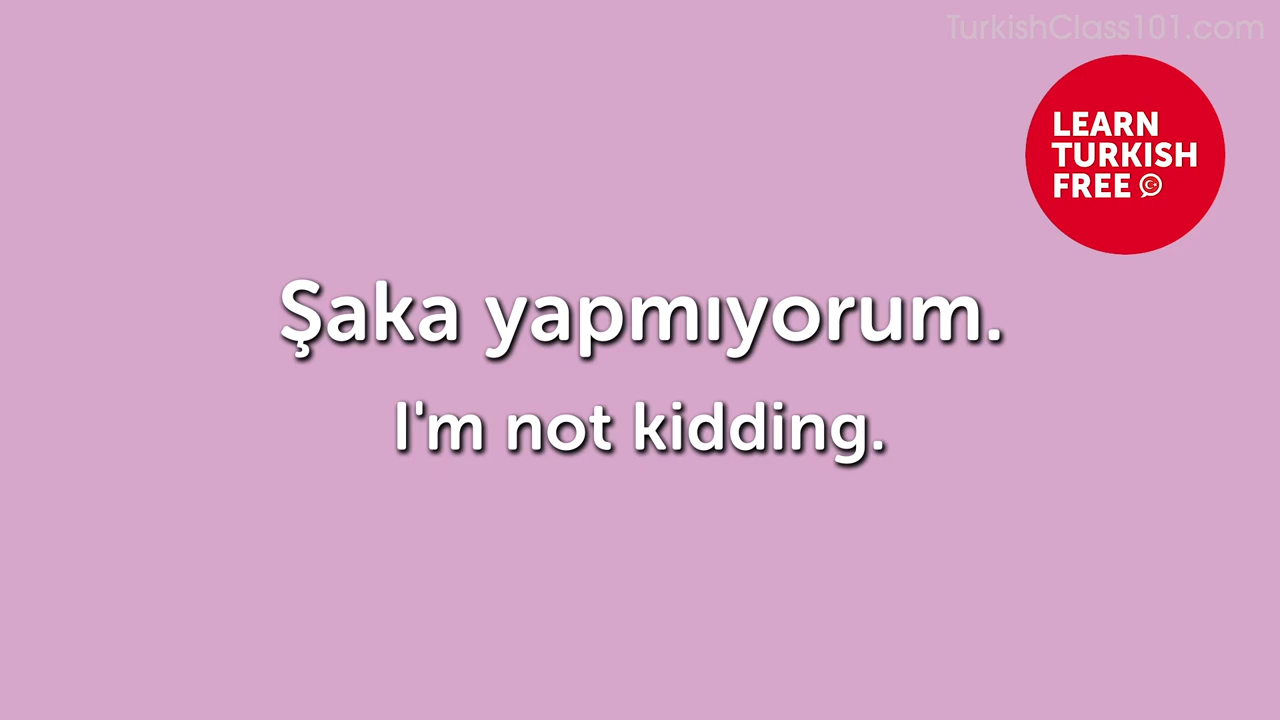 TurkishClass101.com
LEARN
TURKISH
FREE
Şaka yapmıyorum.
I'm not kidding.